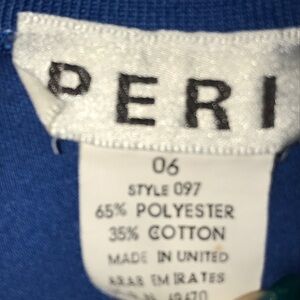 PERI
06
STYLE 097
65% POLYESTER
35% COTTON
MADE IN UNITED
ARAB EMIRATES